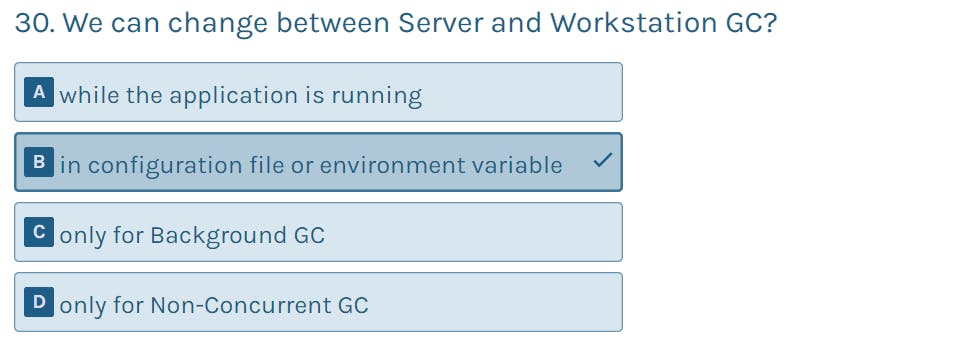 30. We can change between Server and Workstation GC?
A while the application is running
B in configuration file or environment variable
C only for Background GC
D only for Non-Concurrent GC